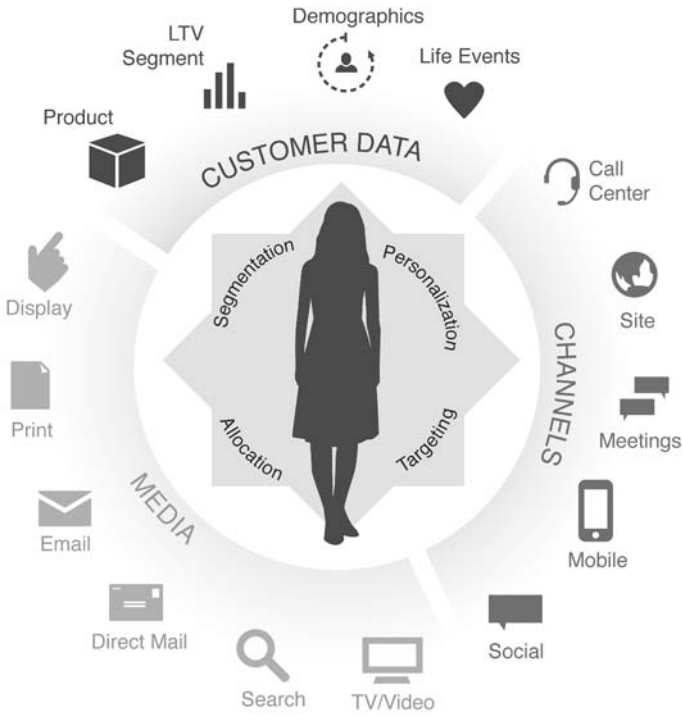 Demographics
LTV
Segment
Life Events
Product
CUSTOMER DATA
Call
Center
Segmentation
Personalization
Display
Site
CHANNELS
Print
Meetings
Allocation
Targeting
MEDIA
Email
Mobile
Direct Mail
Social
Search
TV/Video